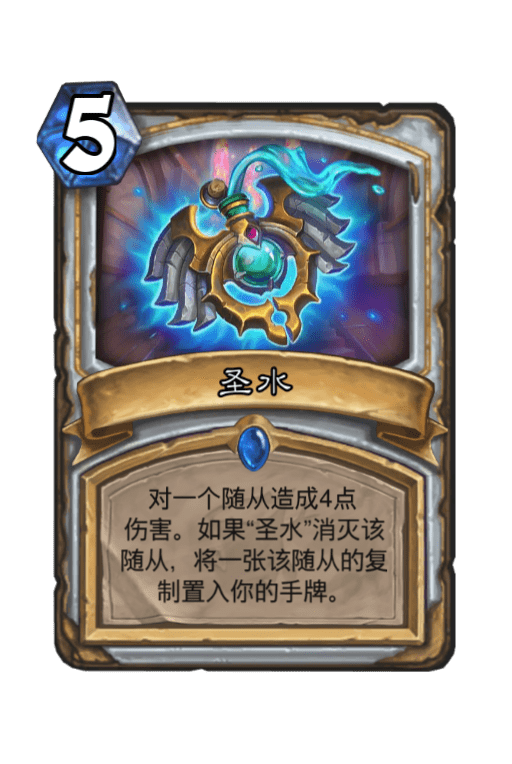 5
圣水
对一个随从造成4点
伤害。如果“圣水”消灭该
随从，将一张该随从的复
制置入你的手牌。